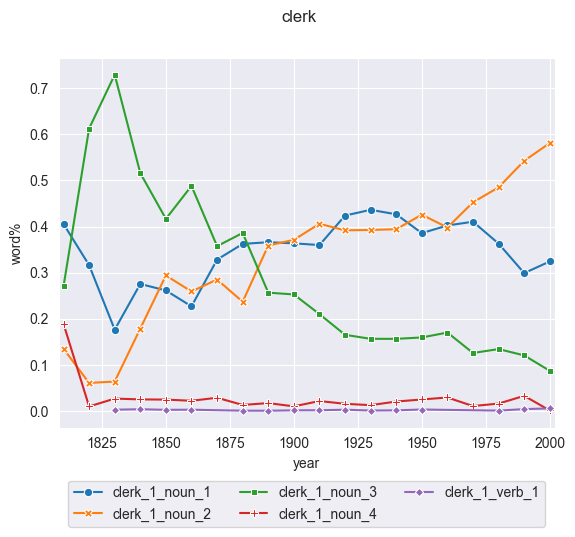 clerk
0.7
0.6
0.5
0.4
0.3
0.2
0.1
0.0
word%
1825 1850 1875 1900 1925 1950 1975 2000
year
clerk_1_noun_1 clerk_1_noun_3 clerk_1_verb_1
clerk_1_noun_2 clerk_1_noun_4